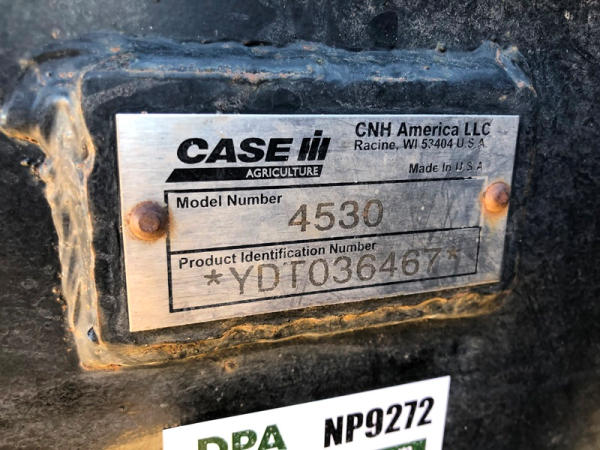 CASE IH
AGRICULTURE
CNH America LLC
Racine, WI 53404 U.S.A.
Made In U.S.A
Model Number
4530
Product Identification Number
*YDT036467*
DPA
NP9272